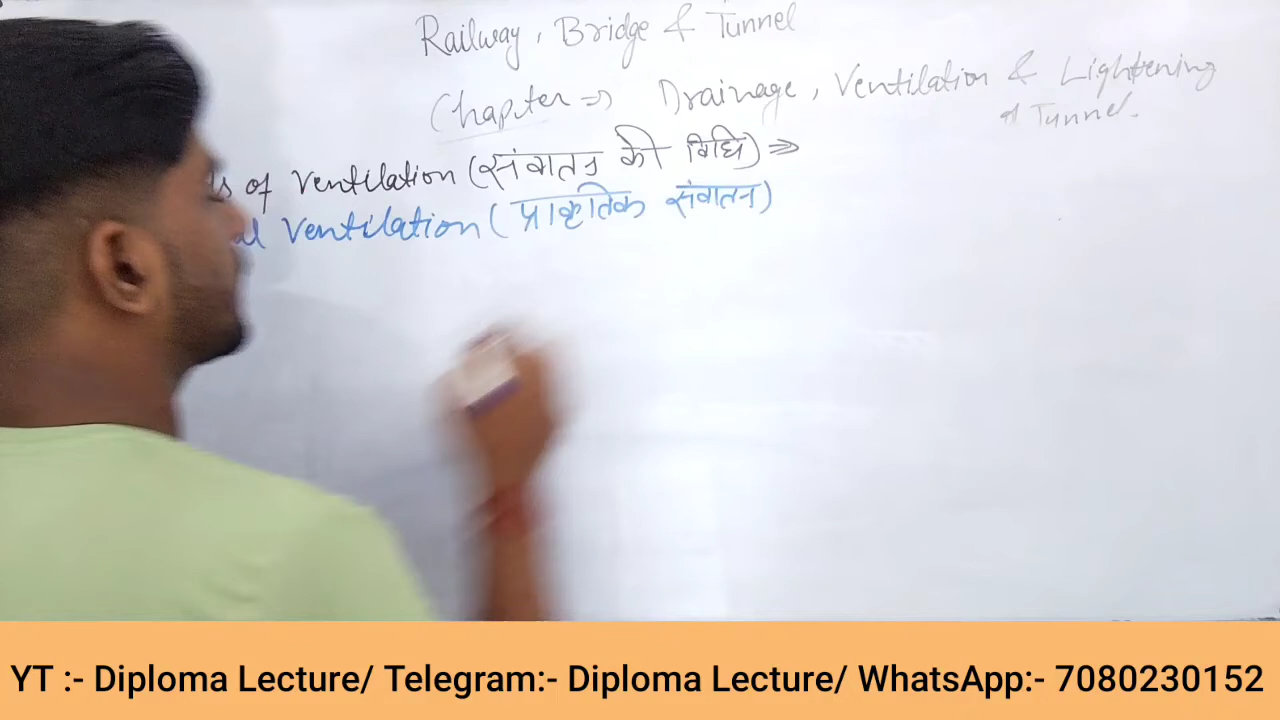 Railway, Bridge & Tunnel
Chapter => Drainage, Ventilation & Lightening
of Tunnel.
of Ventilation (संवातन की विधि) =>
al Ventilation (प्राकृतिक संवातन)
YT :- Diploma Lecture/ Telegram:- Diploma Lecture/ WhatsApp:- 7080230152